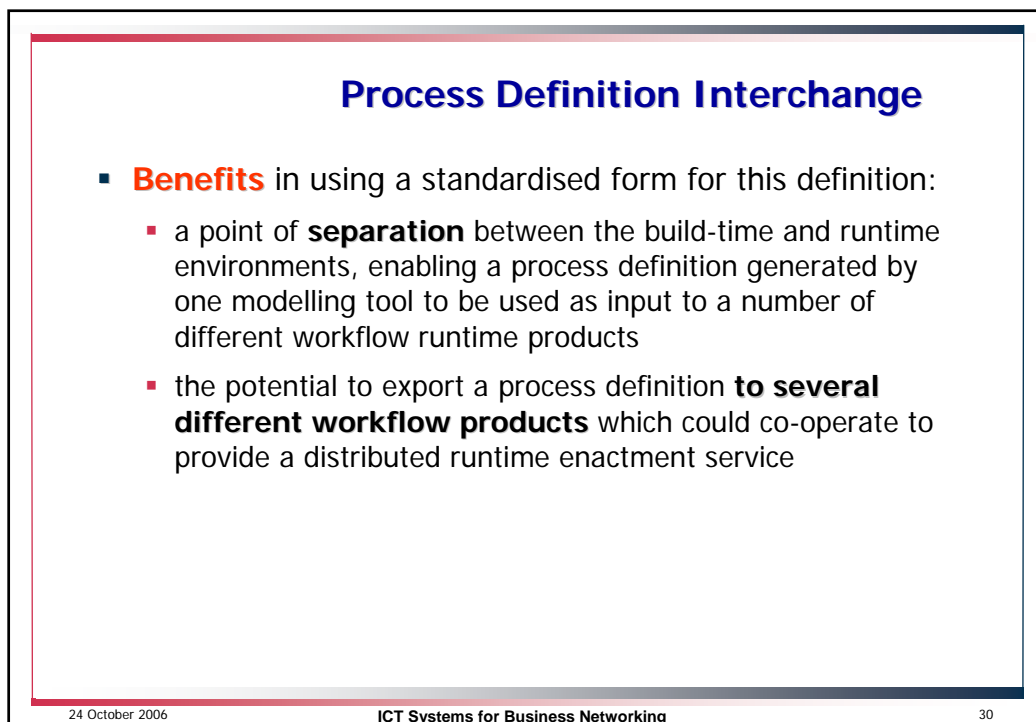 Process Definition Interchange
▪ Benefits in using a standardised form for this definition:
▪ a point of separation between the build-time and runtime
environments, enabling a process definition generated by
one modelling tool to be used as input to a number of
different workflow runtime products
▪ the potential to export a process definition to several
different workflow products which could co-operate to
provide a distributed runtime enactment service
24 October 2006
ICT Systems for Business Networking
30